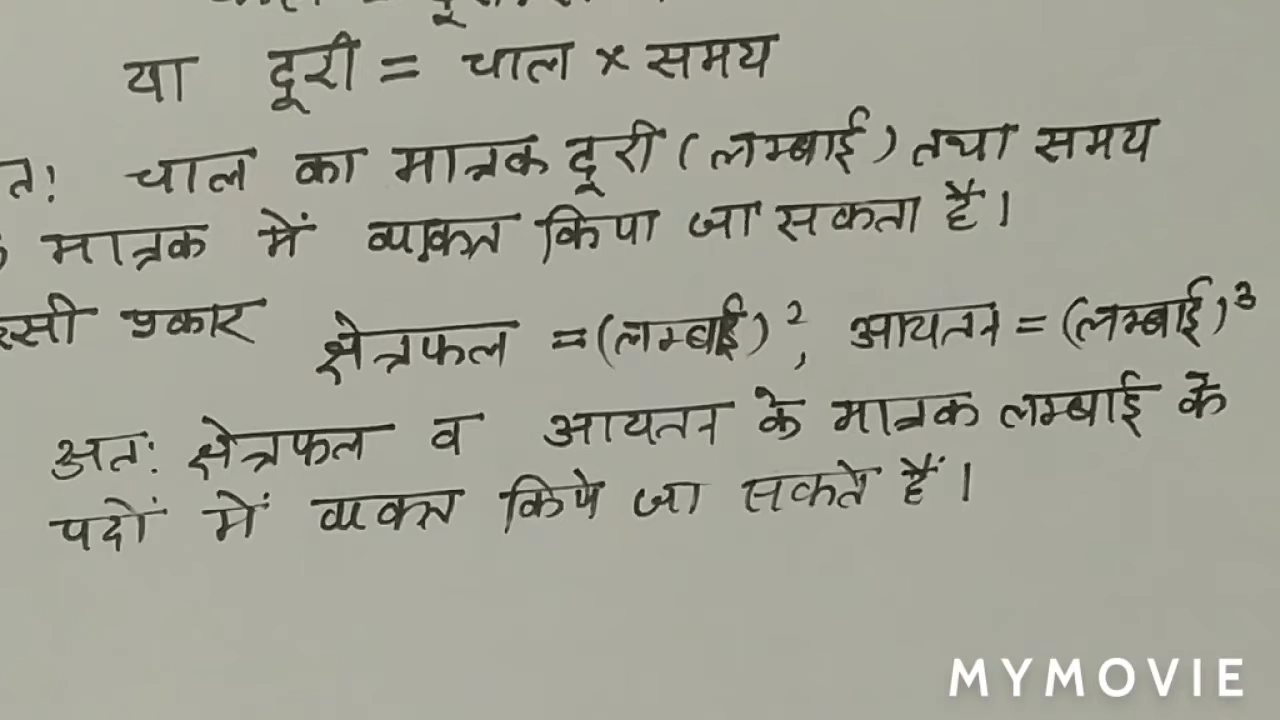 या दूरी = चाल × समय
त: चाल का मात्रक दूरी (लम्बाई) तथा समय
मात्रक में व्यक्त किया जा सकता है।
सी प्रकार क्षेत्रफल = (लम्बाई)², आयतन = (लम्बाई)³
अत: क्षेत्रफल व आयतन के मात्रक लम्बाई के
पदों में व्यक्त किये जा सकते हैं।
MYMOVIE